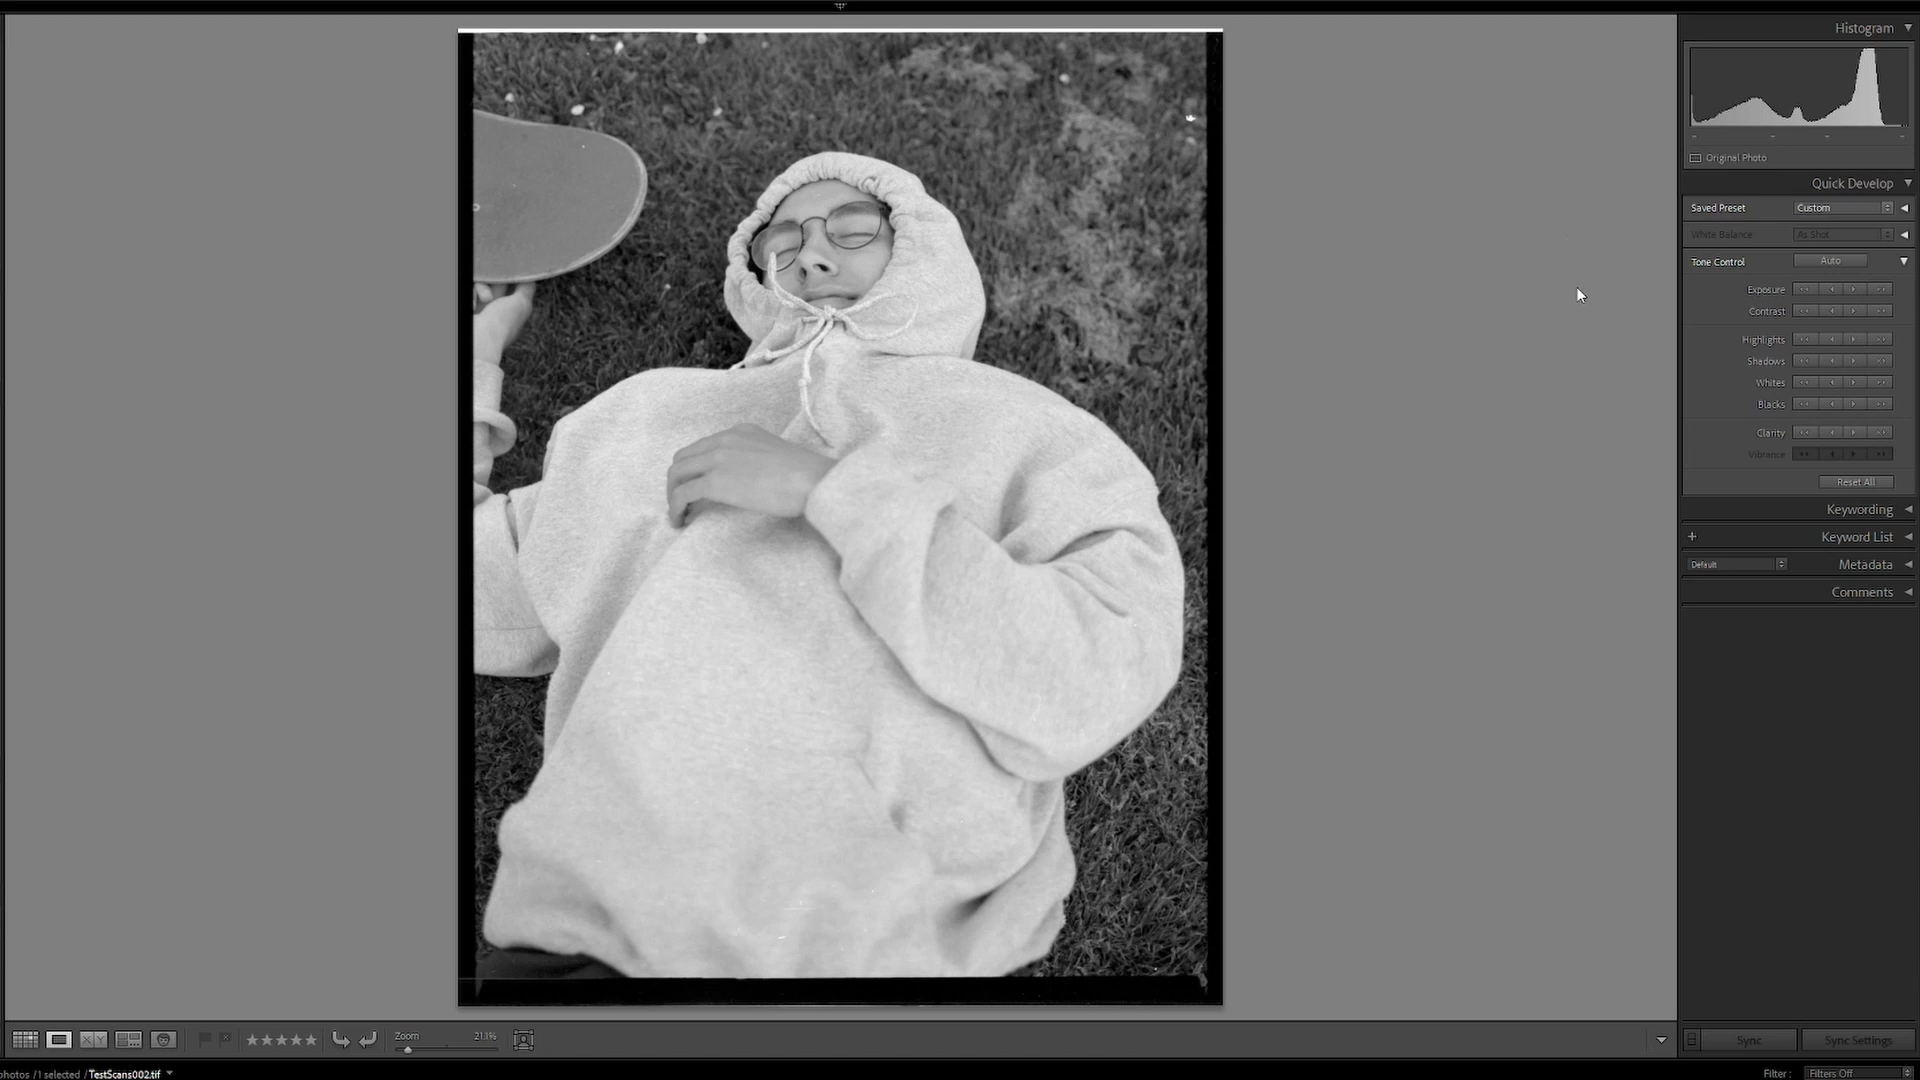 Histogram
Original Photo
Quick Develop
Saved Preset Custom
White Balance As Shot
Tone Control Auto
Exposure
Contrast
Highlights
Shadows
Whites
Blacks
Clarity
Vibrance
Reset All
Keywording
+ Keyword List
Default Metadata
Comments
XY Zoom 21.1% Sync Sync Settings
photos / 1 selected / TestScans002.tif Filter : Filters Off